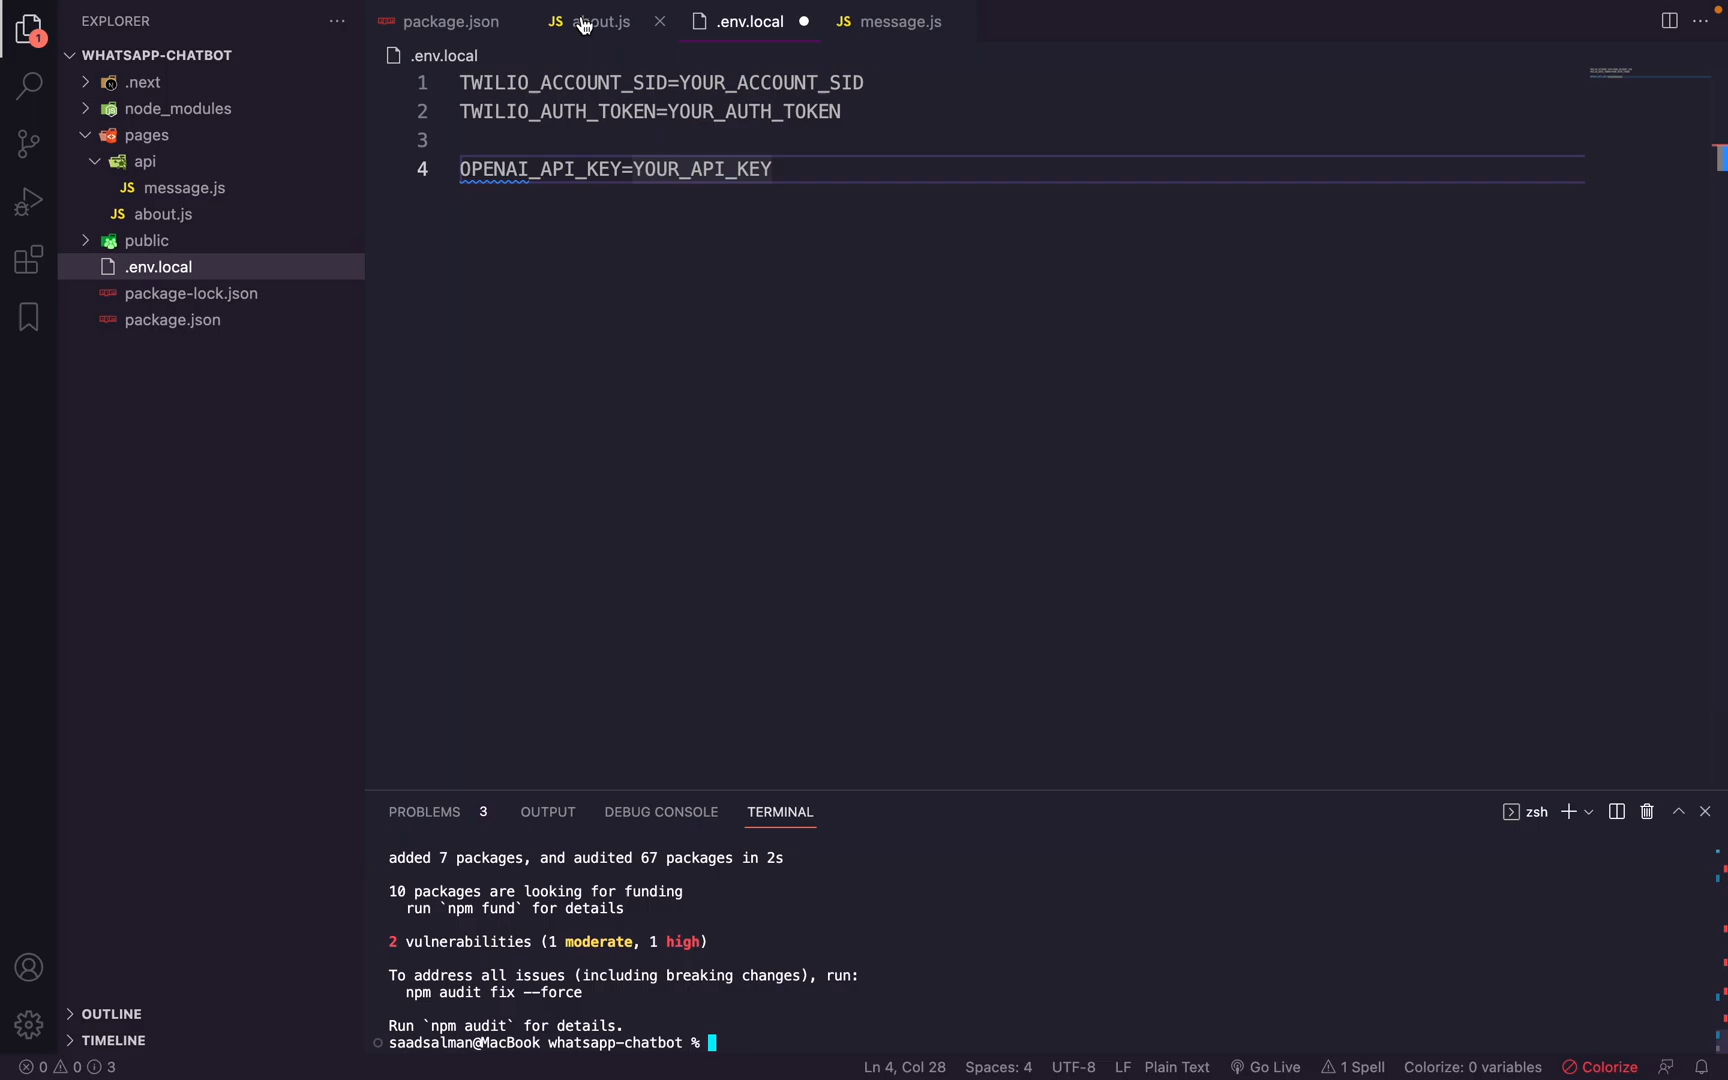 EXPLORER
WHATSAPP-CHATBOT
.next
node_modules
pages
api
JS message.js
JS about.js
public
.env.local
package-lock.json
package.json
OUTLINE
TIMELINE
1
package.json
JS about.js
.env.local
JS message.js
.env.local
1 TWILIO_ACCOUNT_SID=YOUR_ACCOUNT_SID
2 TWILIO_AUTH_TOKEN=YOUR_AUTH_TOKEN
3
4 OPENAI_API_KEY=YOUR_API_KEY
PROBLEMS 3 OUTPUT DEBUG CONSOLE TERMINAL
zsh
added 7 packages, and audited 67 packages in 2s
10 packages are looking for funding
run `npm fund` for details
2 vulnerabilities (1 moderate, 1 high)
To address all issues (including breaking changes), run:
npm audit fix --force
Run `npm audit` for details.
saadsalman@MacBook whatsapp-chatbot %
0 0 3
Ln 4, Col 28 Spaces: 4 UTF-8 LF Plain Text Go Live 1 Spell Colorize: 0 variables Colorize